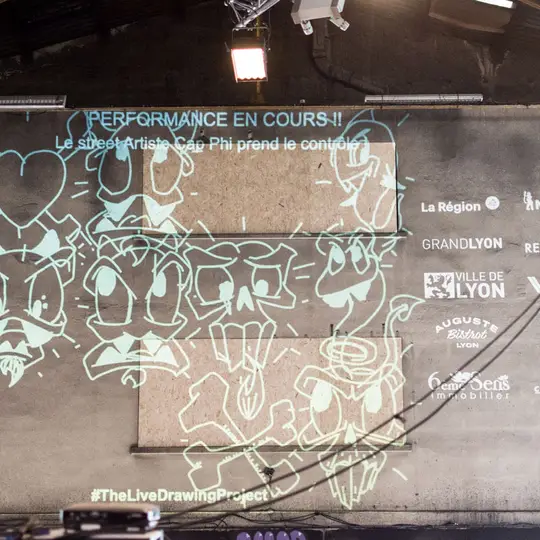 PERFORMANCE EN COURS !!
Le street Artiste Cap Phi prend le contrôle
La Région
GRANDLYON
VILLE DE
LYON
AUGUSTE
Bistrot
LYON
6ème Sens
immobilier
#TheLiveDrawingProject